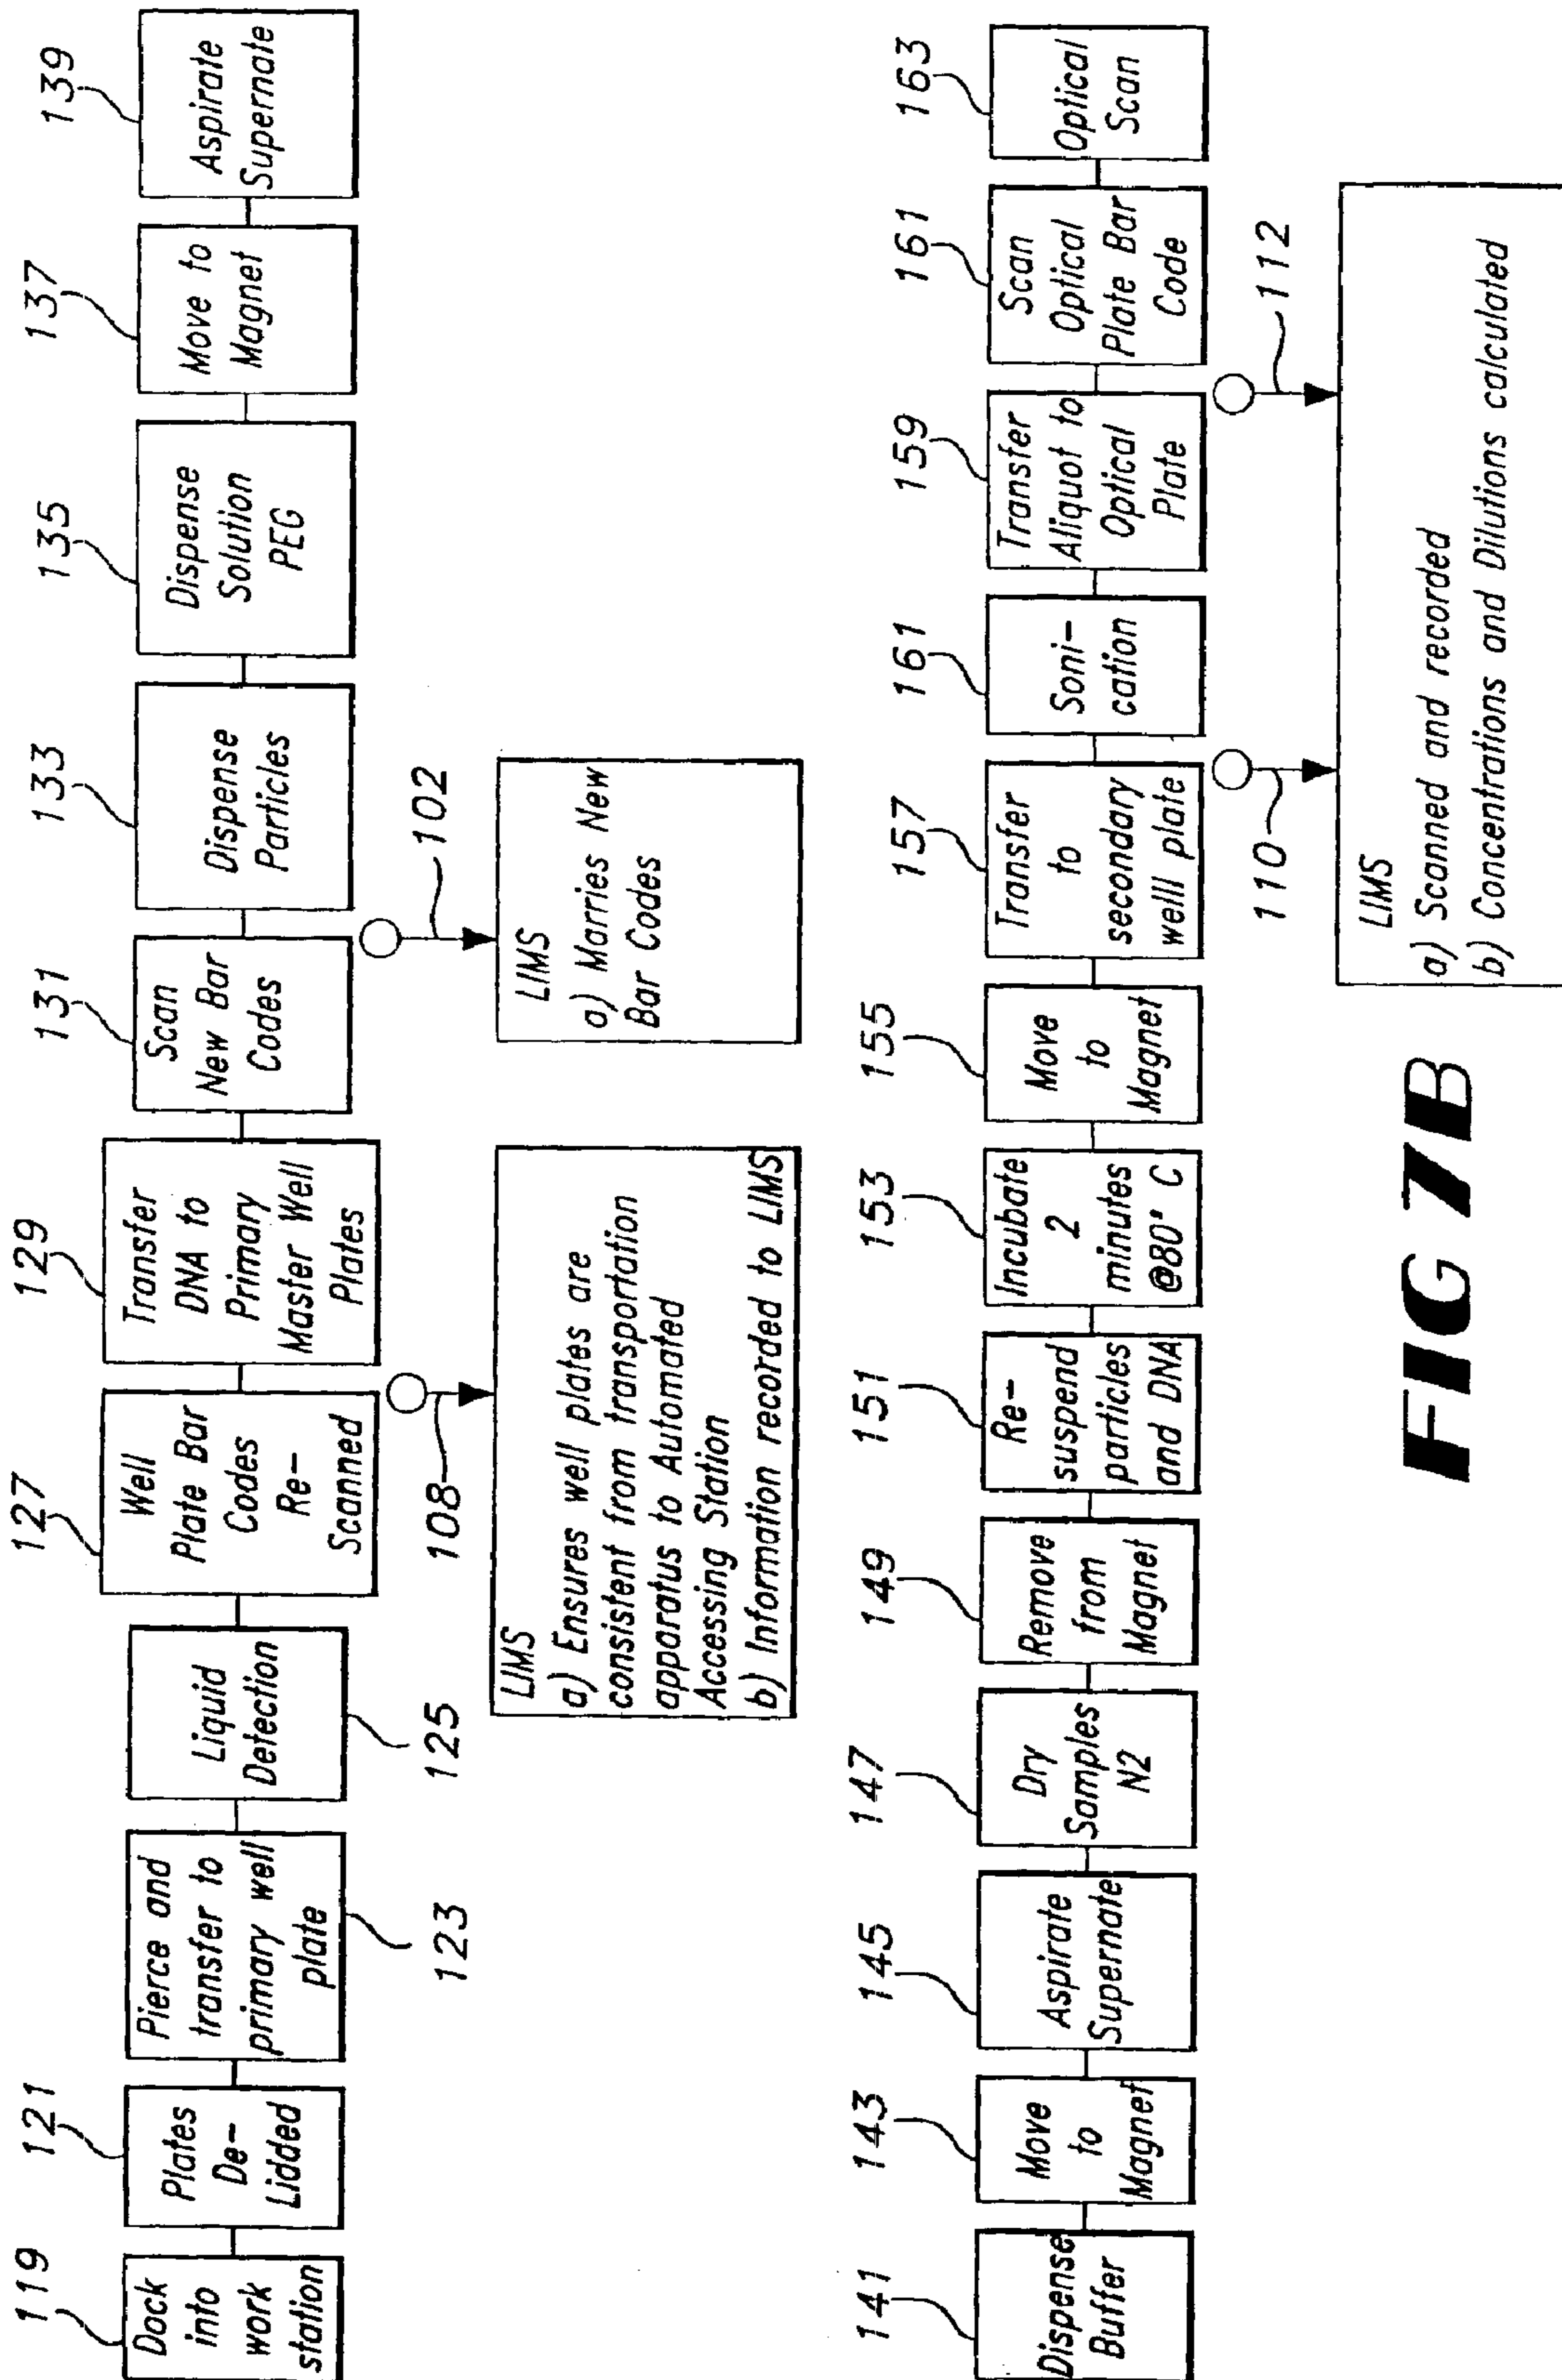 119
Dock
into
work
station
121
Plates
De-
Lidded
Pierce and
transfer to
primary well
plate
123
Liquid
Detection
125
127
Well
Plate Bar
Codes
Re-
Scanned
129
Transfer
DNA to
Primary
Master Well
Plates
131
Scan
New Bar
Codes
133
Dispense
Particles
135
Dispense
Solution
PEG
137
Move to
Magnet
139
Aspirate
Supernate
108
LIMS
a) Ensures well plates are
consistent from transportation
apparatus to Automated
Accessing Station
b) Information recorded to LIMS
102
LIMS
a) Marries New
Bar Codes
141
Dispense
Buffer
143
Move
to
Magnet
145
Aspirate
Supernate
147
Dry
Samples
N2
149
Remove
from
Magnet
151
Re-
suspend
particles
and DNA
153
Incubate
2
minutes
@80° C
155
Move
to
Magnet
157
Transfer
to
secondary
welll plate
161
Soni-
cation
159
Transfer
Aliquot to
Optical
Plate
161
Scan
Optical
Plate Bar
Code
163
Optical
Scan
110
112
LIMS
a) Scanned and recorded
b) Concentrations and Dilutions calculated
FIG 7B